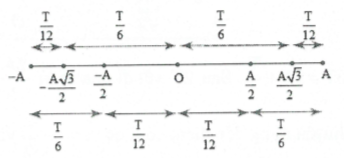 T/12 T/6 T/6 T/12
-A -A√3/2 -A/2 O A/2 A√3/2 A
T/6 T/12 T/12 T/6